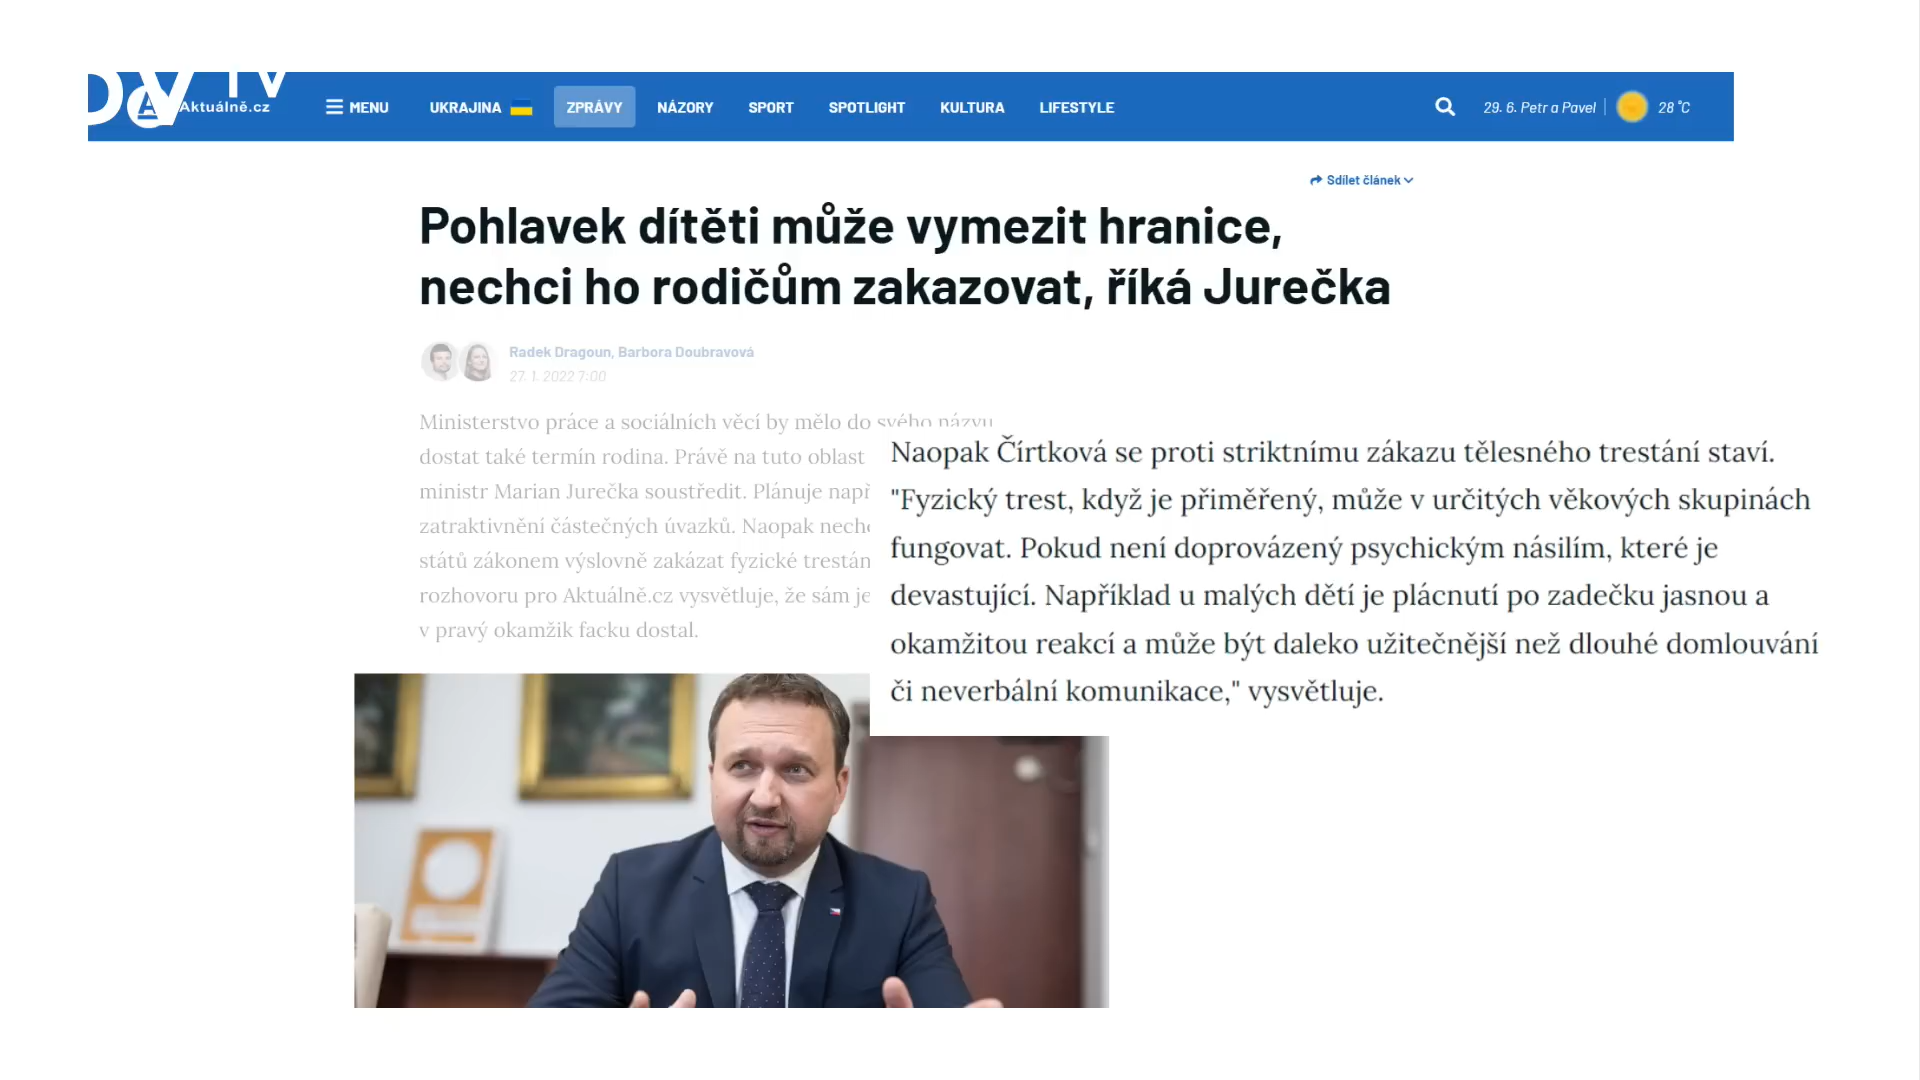 TV
Aktuálně.cz
MENU
UKRAJINA
ZPRÁVY
NÁZORY
SPORT
SPOTLIGHT
KULTURA
LIFESTYLE
29. 6. Petr a Pavel
28 °C
Sdílet článek
Pohlavek dítěti může vymezit hranice,
nechci ho rodičům zakazovat, říká Jurečka
Radek Dragoun, Barbora Doubravová
27. 1. 2022 7:00
Ministerstvo práce a sociálních věcí by mělo do svého názvu
dostat také termín rodina. Právě na tuto oblast
ministr Marian Jurečka soustředit. Plánuje
zatraktivnění částečných úvazků. Naopak
států zákonem výslovně zakázat fyzické
rozhovoru pro Aktuálně.cz vysvětluje, že sám je
v pravý okamžik facku dostal.
Naopak Čírtková se proti striktnímu zákazu tělesného trestání staví.
"Fyzický trest, když je přiměřený, může v určitých věkových skupinách
fungovat. Pokud není doprovázený psychickým násilím, které je
devastující. Například u malých dětí je plácnutí po zadečku jasnou a
okamžitou reakcí a může být daleko užitečnější než dlouhé domlouvání
či neverbální komunikace," vysvětluje.